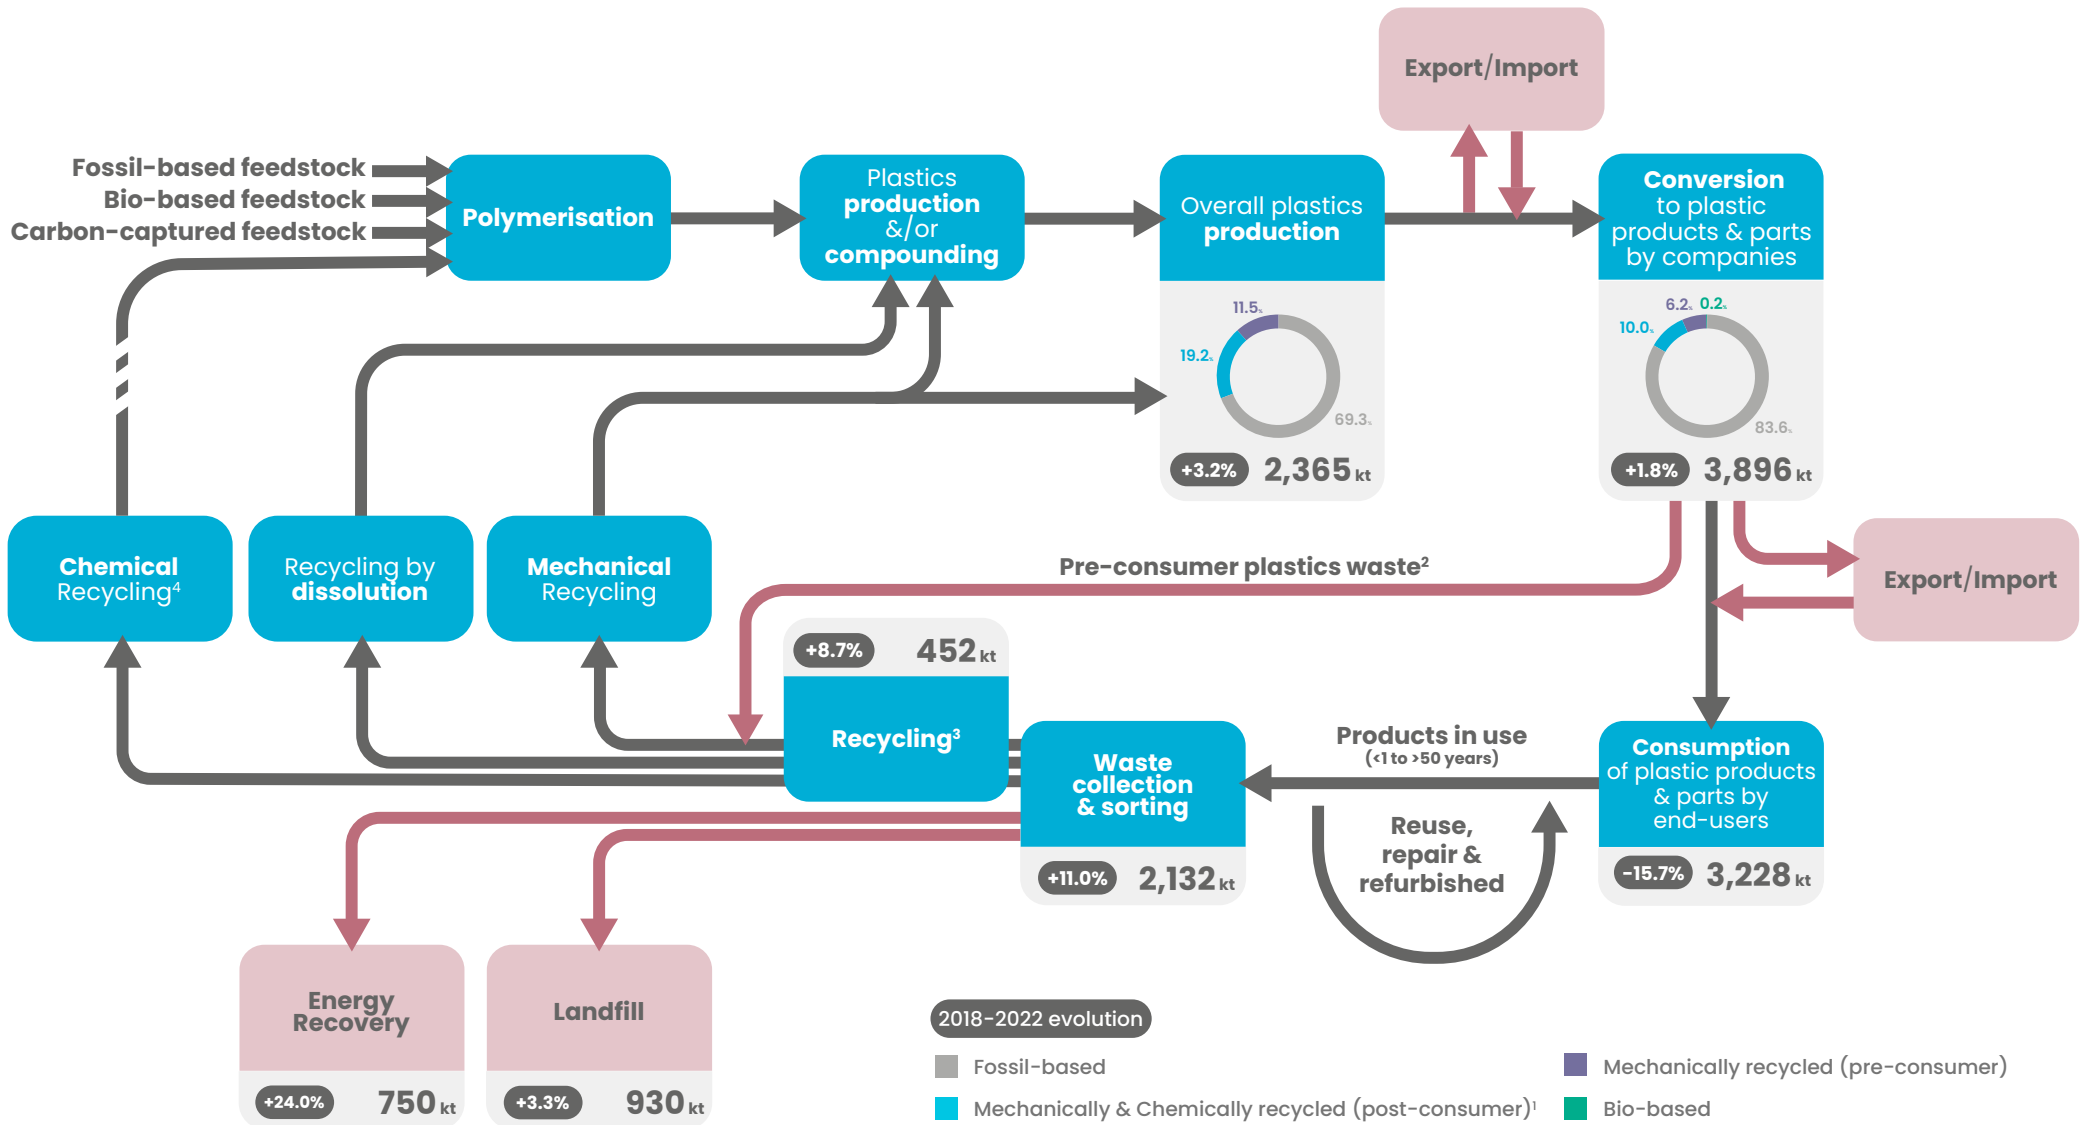 Export/Import
Fossil-based feedstock
Bio-based feedstock
Carbon-captured feedstock
Polymerisation
Plastics
production
&/or
compounding
Overall plastics
production
11.5%
19.2%
69.3%
+3.2% 2,365 kt
Conversion
to plastic
products & parts
by companies
6.2% 0.2%
10.0%
83.6%
+1.8% 3,896 kt
Chemical
Recycling⁴
Recycling by
dissolution
Mechanical
Recycling
Pre-consumer plastics waste²
Export/Import
+8.7% 452 kt
Recycling³
Waste
collection
& sorting
+11.0% 2,132 kt
Products in use
(<1 to >50 years)
Reuse,
repair &
refurbished
Consumption
of plastic products
& parts by
end-users
-15.7% 3,228 kt
Energy
Recovery
+24.0% 750 kt
Landfill
+3.3% 930 kt
2018-2022 evolution
Fossil-based
Mechanically & Chemically recycled (post-consumer)¹
Mechanically recycled (pre-consumer)
Bio-based